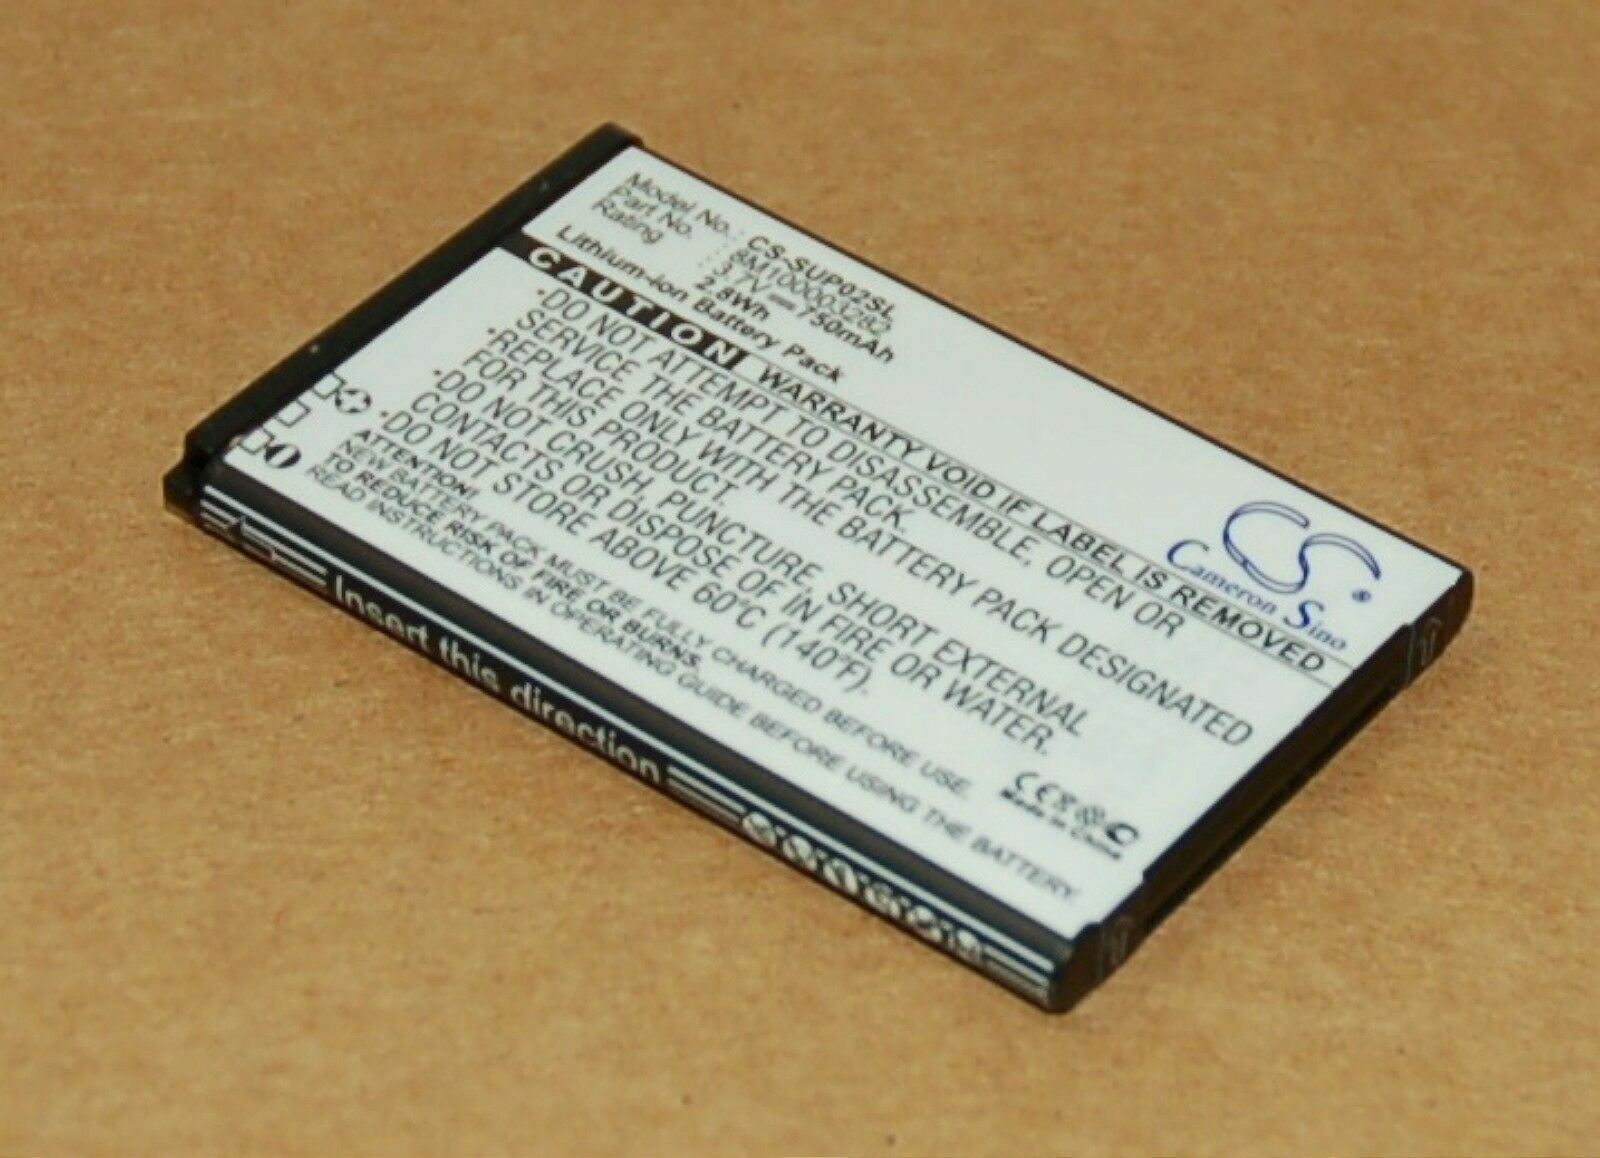 Model No. : CS-SUP02SL
Part No. : 8M100003282
Rating : 3.7V 750mAh
2.8Wh
Lithium-ion Battery Pack
CAUTION WARRANTY VOID IF LABEL IS REMOVED
•DO NOT ATTEMPT TO DISASSEMBLE, OPEN OR
SERVICE THE BATTERY PACK.
•REPLACE ONLY WITH THE BATTERY PACK DESIGNATED
FOR THIS PRODUCT.
•DO NOT CRUSH, PUNCTURE, SHORT EXTERNAL
CONTACTS OR DISPOSE OF IN FIRE OR WATER.
•DO NOT STORE ABOVE 60°C (140°F).
ATTENTION!
NEW BATTERY PACK MUST BE FULLY CHARGED BEFORE USE.
TO REDUCE RISK OF FIRE OR BURNS.
READ INSTRUCTIONS IN OPERATING GUIDE BEFORE USING THE BATTERY.
CS®
Cameron Sino
CE
Made in China
Insert this direction